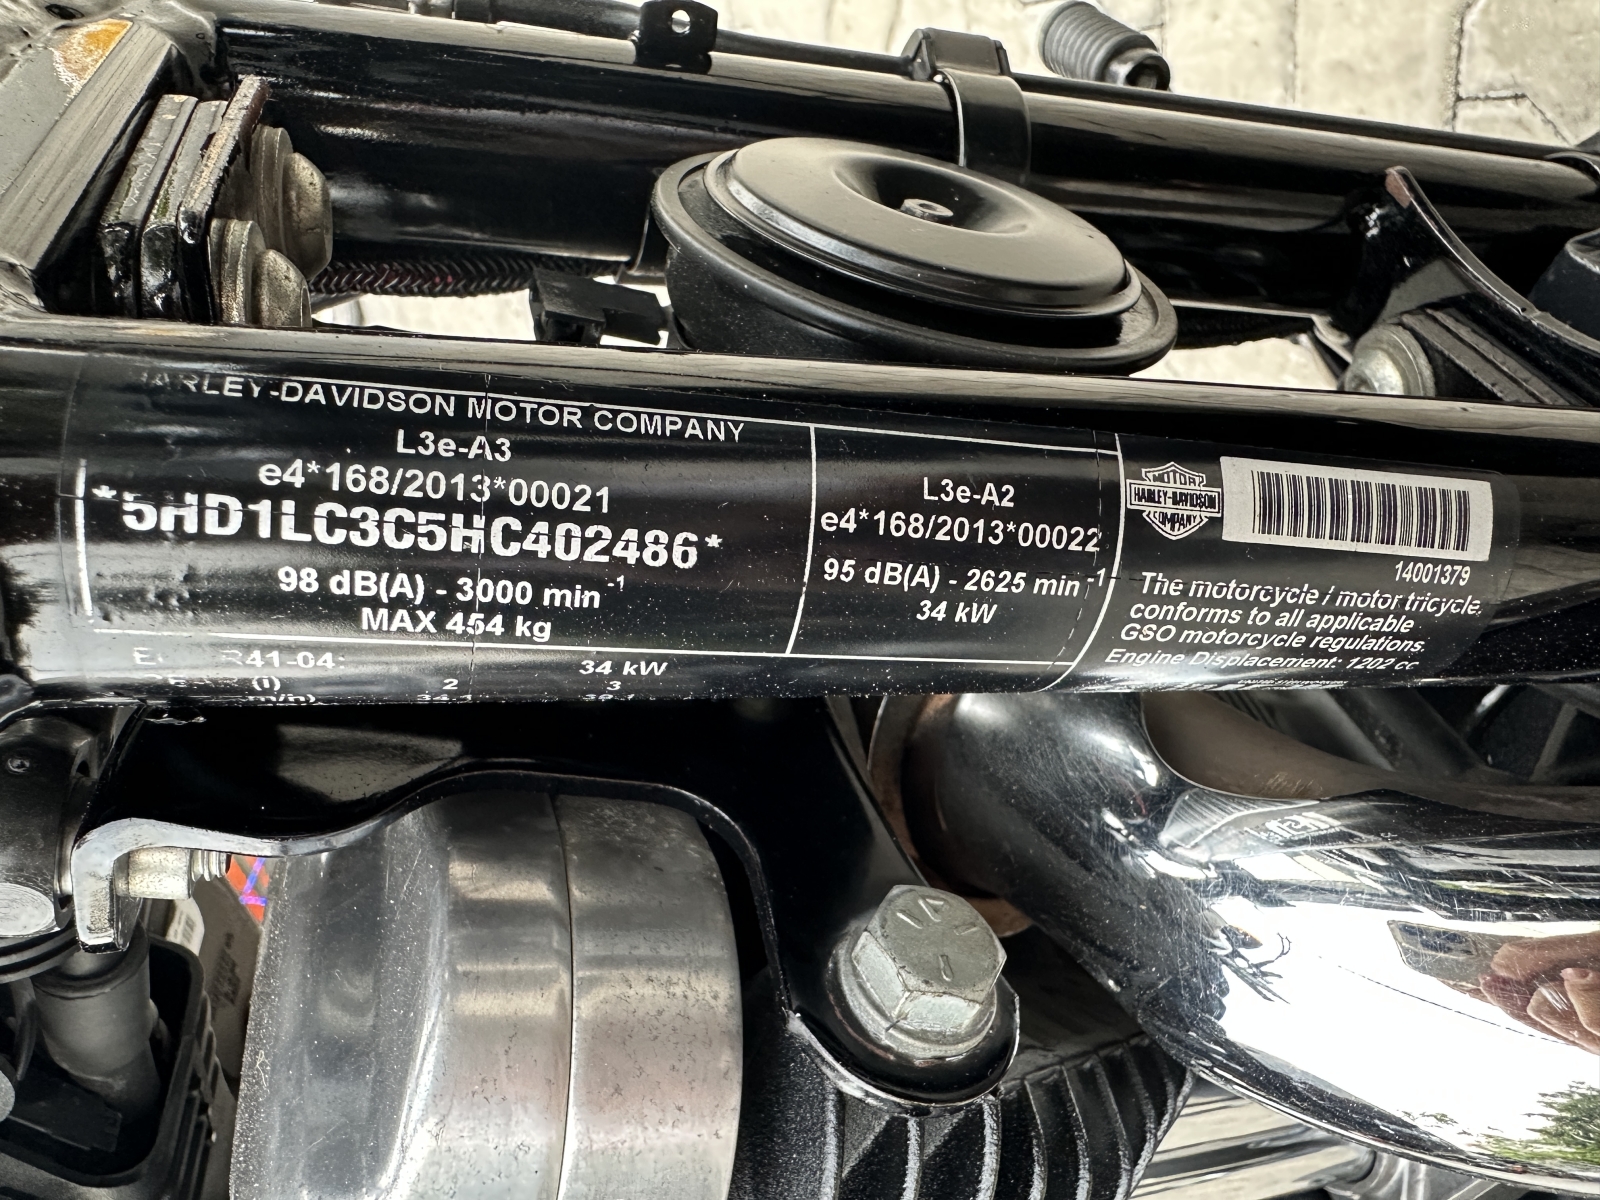 HARLEY-DAVIDSON MOTOR COMPANY
L3e-A3
e4*168/2013*00021
*5HD1LC3C5HC402486*
98 dB(A) - 3000 min-1
MAX 454 kg
R41-04: 34 kW
(i) 2 3
L3e-A2
e4*168/2013*00022
95 dB(A) - 2625 min-1
34 kW
MOTOR
HARLEY-DAVIDSON
COMPANY
14001379
The motorcycle / motor tricycle,
conforms to all applicable
GSO motorcycle regulations.
Engine Displacement: 1202 cc